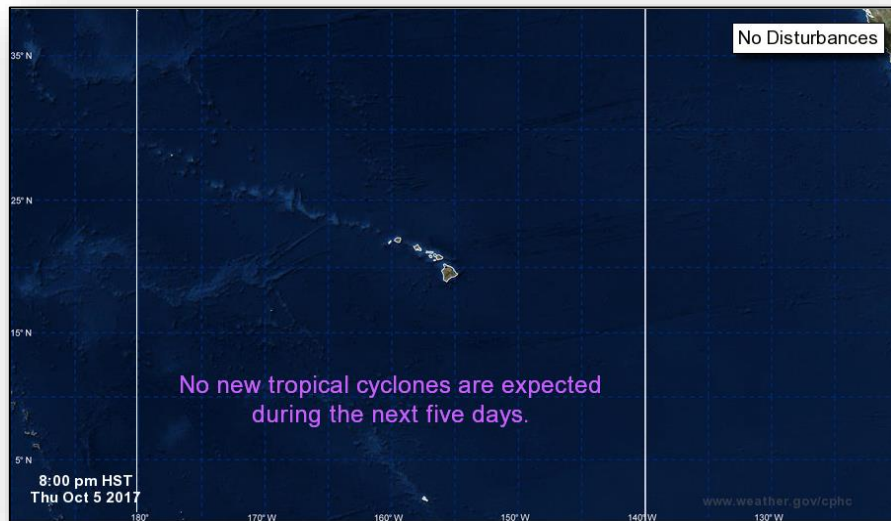 No Disturbances
35° N
25° N
15° N
No new tropical cyclones are expected
during the next five days.
5° N
8:00 pm HST
Thu Oct 5 2017
www.weather.gov/cphc
180°
170° W
160° W
150° W
140° W
130° W